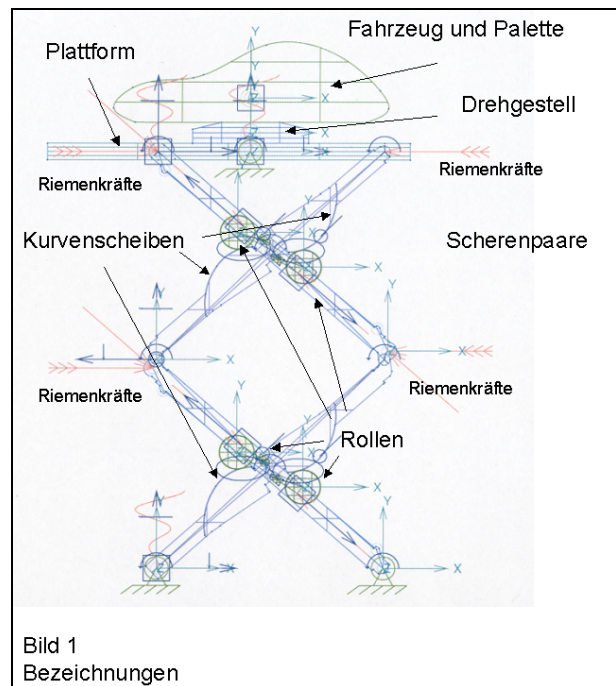 Fahrzeug und Palette
Plattform
Drehgestell
Riemenkräfte
Riemenkräfte
Kurvenscheiben
Scherenpaare
Riemenkräfte
Riemenkräfte
Rollen
Bild 1
Bezeichnungen